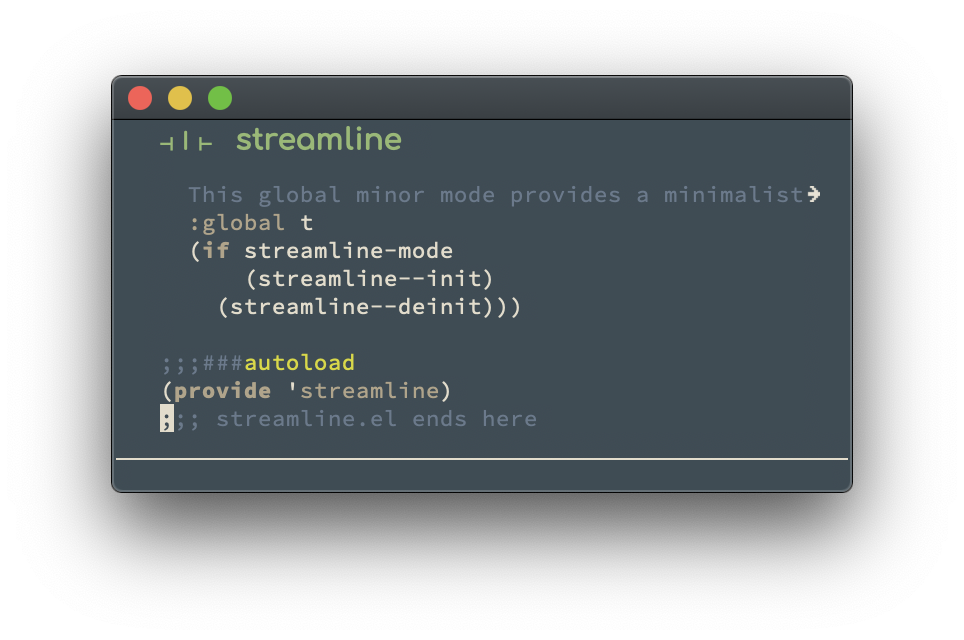 ⫞ ╵ ⊦ streamline
This global minor mode provides a minimalist
:global t
(if streamline-mode
(streamline--init)
(streamline--deinit)))
;;;###autoload
(provide 'streamline)
;;; streamline.el ends here